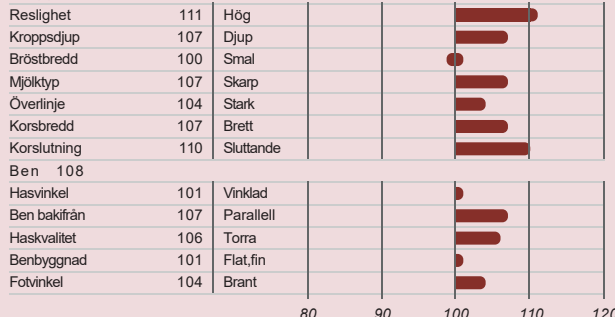 Reslighet 111 Hög
Kroppsdjup 107 Djup
Bröstbredd 100 Smal
Mjölktyp 107 Skarp
Överlinje 104 Stark
Korsbredd 107 Brett
Korslutning 110 Sluttande
Ben 108
Hasvinkel 101 Vinklad
Ben bakifrån 107 Parallell
Haskvalitet 106 Torra
Benbyggnad 101 Flat,fin
Fotvinkel 104 Brant
80 90 100 110 120